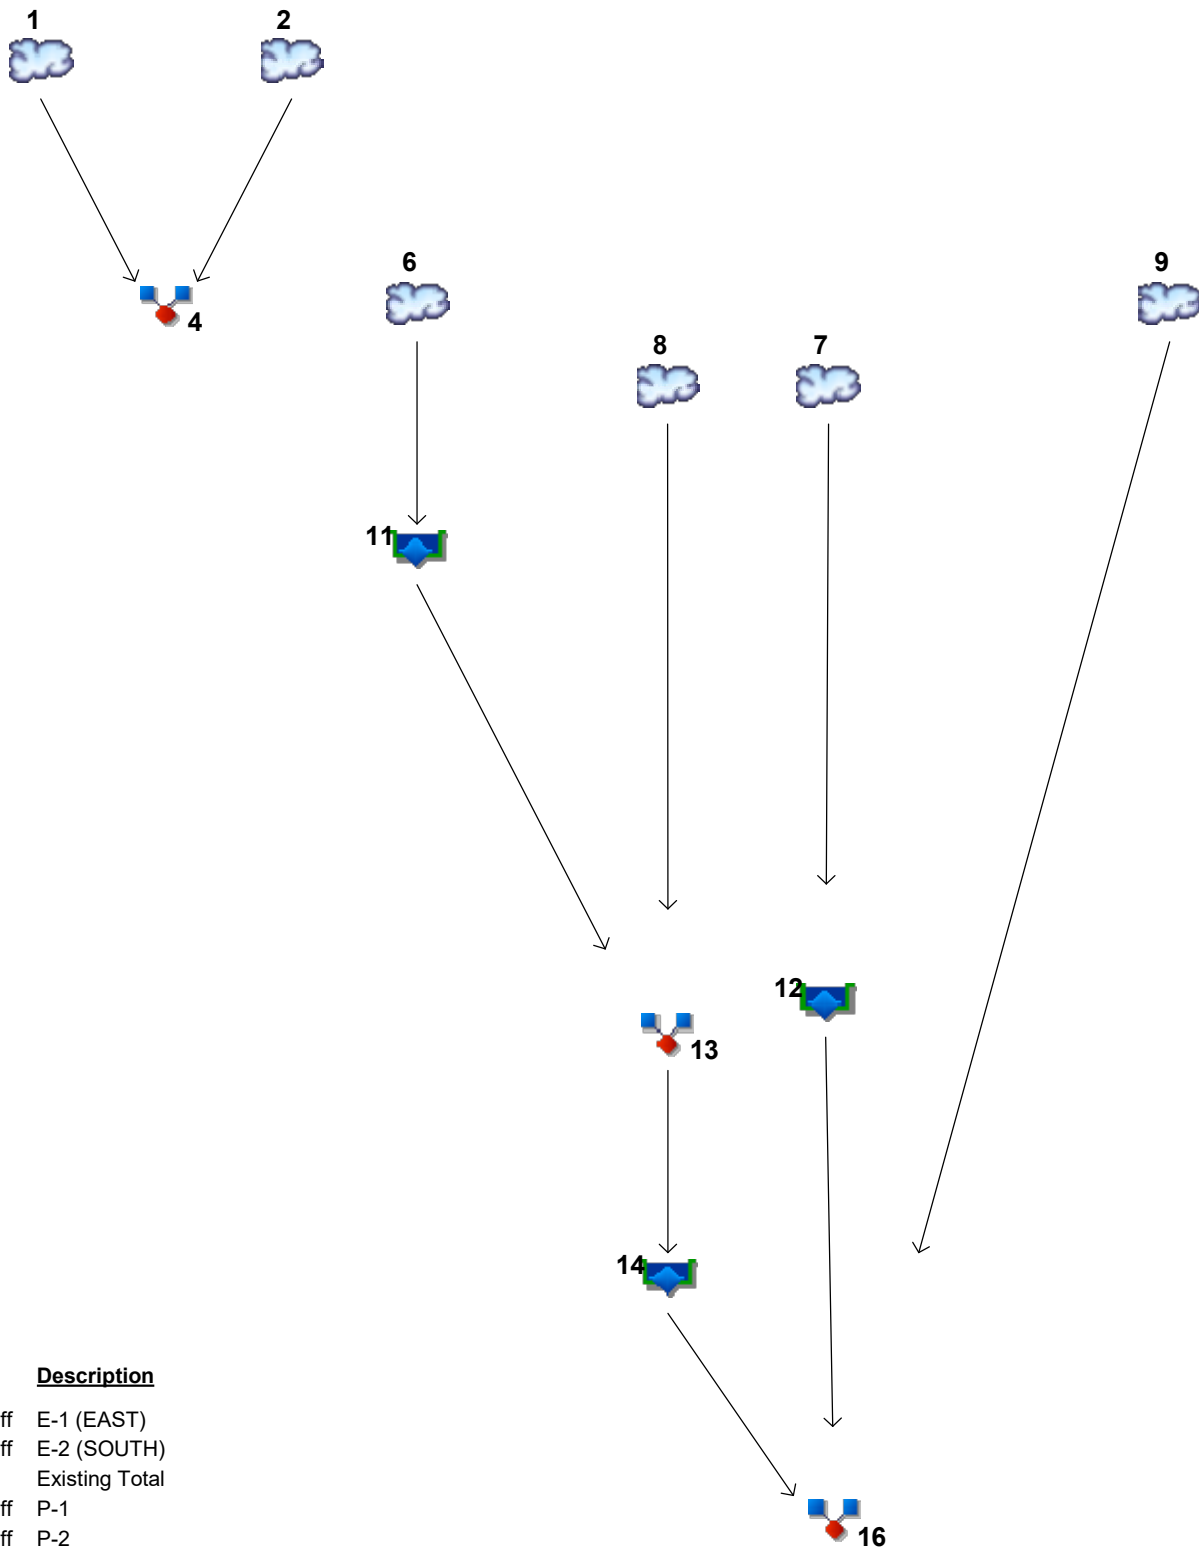 1
2
4
6
9
8
7
11
12
13
14
Description
ff E-1 (EAST)
ff E-2 (SOUTH)
Existing Total
ff P-1
ff P-2
16